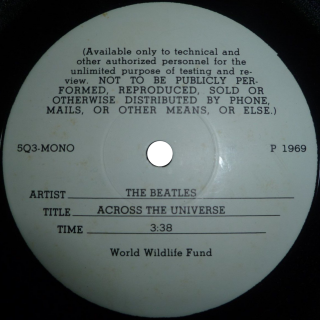 (Available only to technical and
other authorized personnel for the
unlimited purpose of testing and re-
view. NOT TO BE PUBLICLY PER-
FORMED, REPRODUCED, SOLD OR
OTHERWISE DISTRIBUTED BY PHONE,
MAILS, OR OTHER MEANS, OR ELSE.)
5Q3-MONO P 1969
ARTIST THE BEATLES
TITLE ACROSS THE UNIVERSE
TIME 3:38
World Wildlife Fund